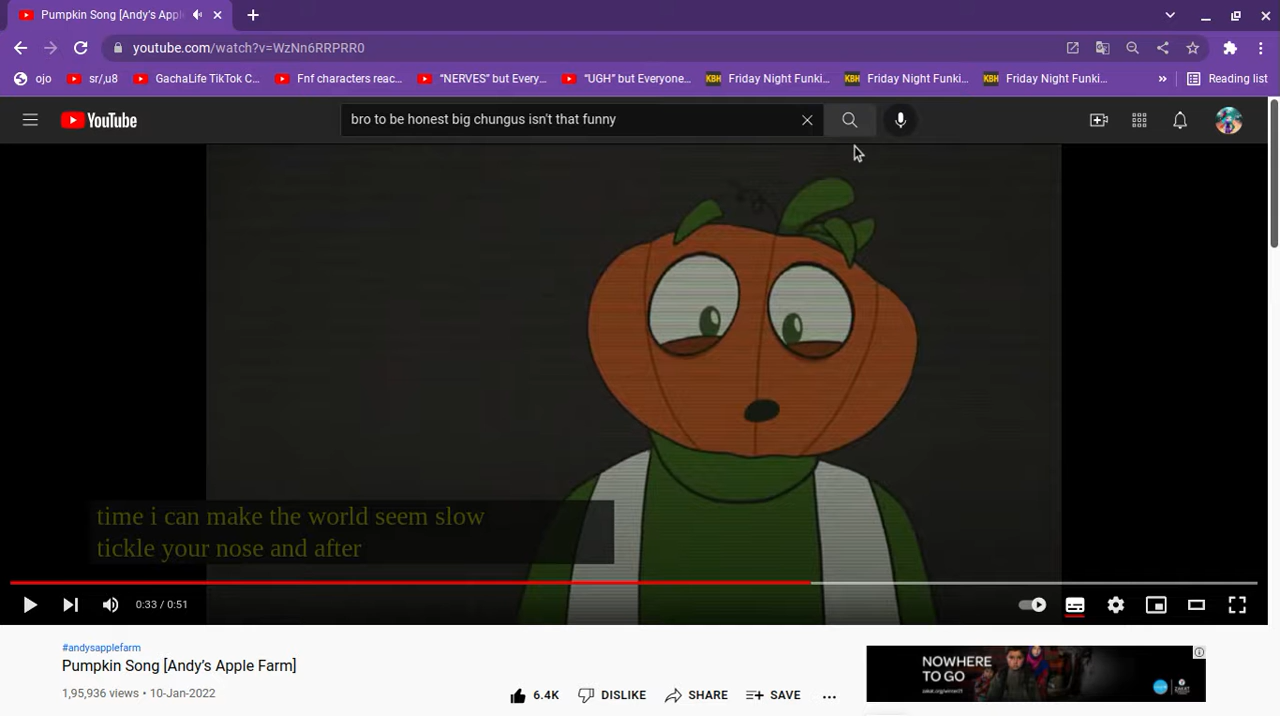 Pumpkin Song [Andy's Apple
youtube.com/watch?v=WzNn6RRPRR0
ojo
sr/,u8
GachaLife TikTok C...
Fnf characters reac...
"NERVES" but Every...
"UGH" but Everyone...
KBH Friday Night Funki...
KBH Friday Night Funki...
KBH Friday Night Funki...
»
Reading list
YouTube
bro to be honest big chungus isn't that funny
time i can make the world seem slow
tickle your nose and after
0:33 / 0:51
#andysapplefarm
Pumpkin Song [Andy's Apple Farm]
1,95,936 views • 10-Jan-2022
6.4K
DISLIKE
SHARE
SAVE
...
NOWHERE
TO GO